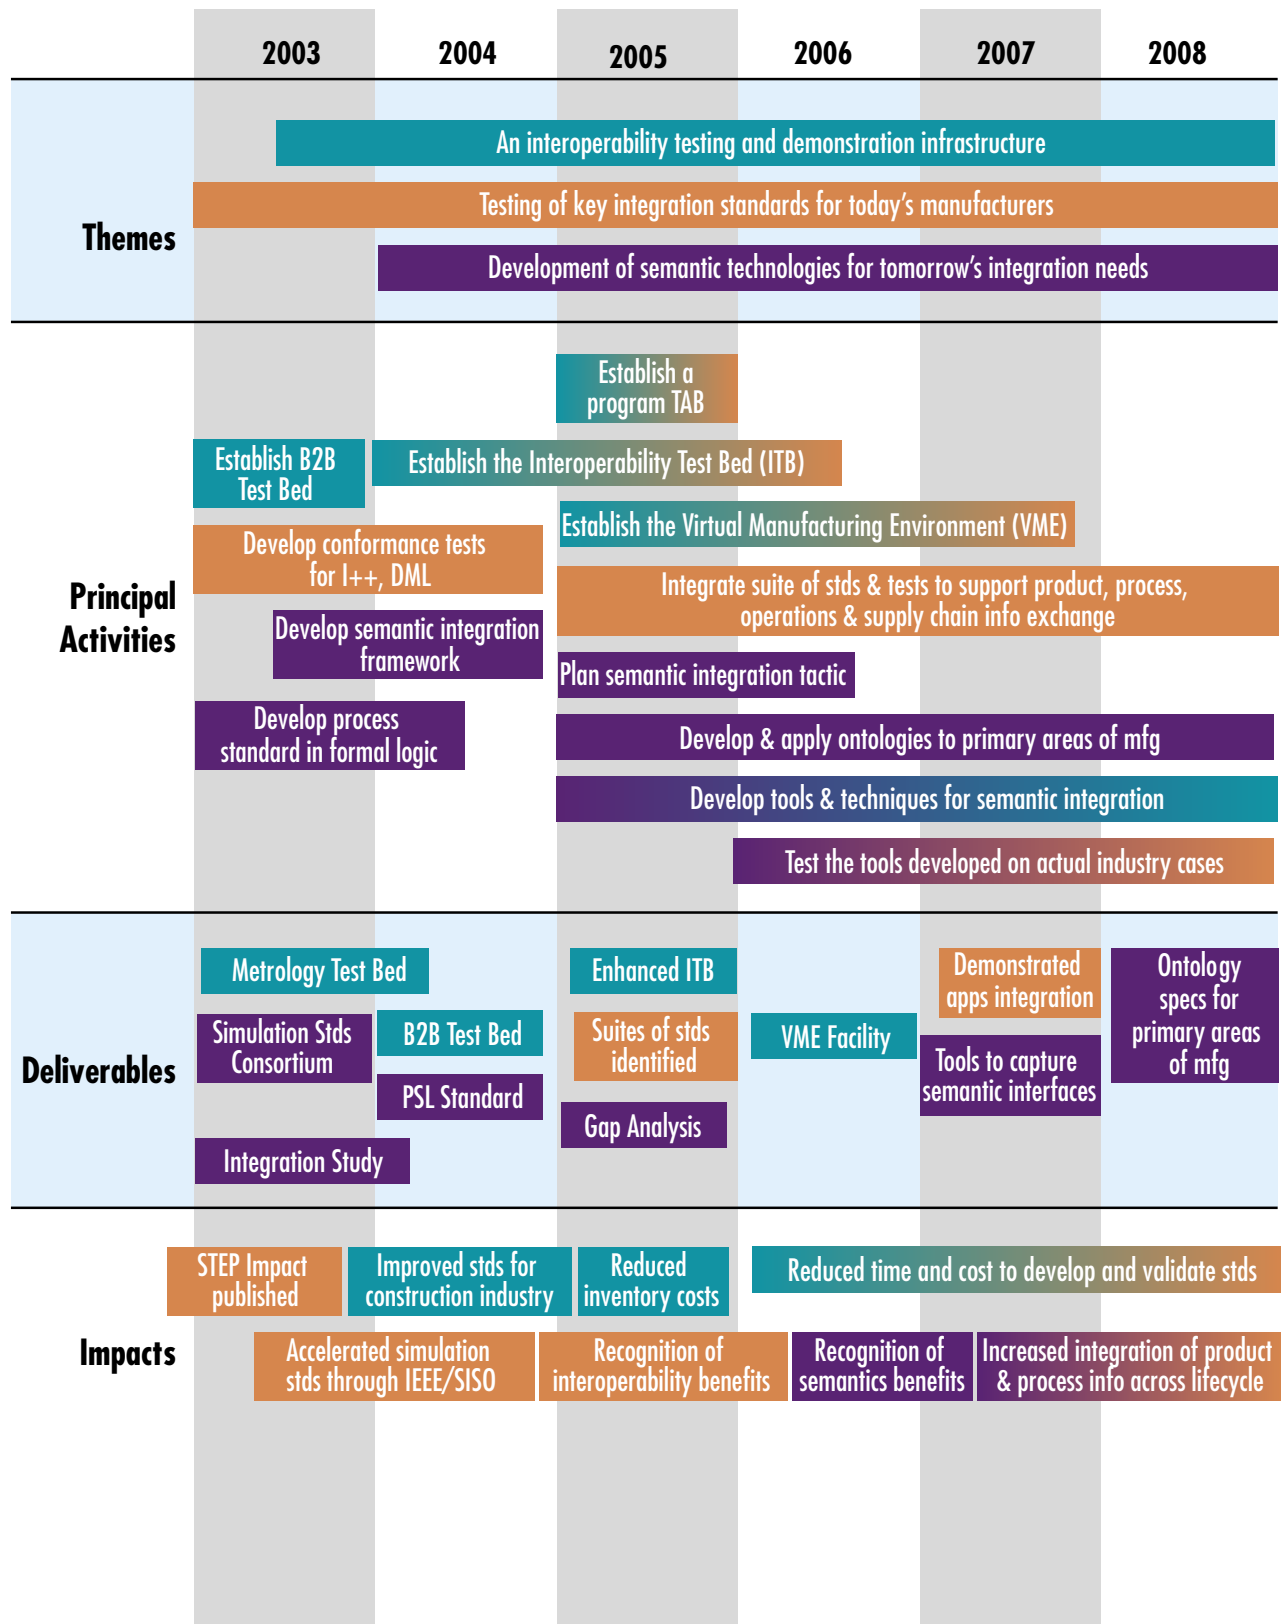 2003 2004 2005 2006 2007 2008
Themes
An interoperability testing and demonstration infrastructure
Testing of key integration standards for today's manufacturers
Development of semantic technologies for tomorrow's integration needs
Principal
Activities
Establish a
program TAB
Establish B2B
Test Bed
Establish the Interoperability Test Bed (ITB)
Establish the Virtual Manufacturing Environment (VME)
Develop conformance tests
for I++, DML
Integrate suite of stds & tests to support product, process,
operations & supply chain info exchange
Develop semantic integration
framework
Plan semantic integration tactic
Develop process
standard in formal logic
Develop & apply ontologies to primary areas of mfg
Develop tools & techniques for semantic integration
Test the tools developed on actual industry cases
Deliverables
Metrology Test Bed
Simulation Stds
Consortium
Integration Study
B2B Test Bed
PSL Standard
Enhanced ITB
Suites of stds
identified
Gap Analysis
VME Facility
Demonstrated
apps integration
Tools to capture
semantic interfaces
Ontology
specs for
primary areas
of mfg
Impacts
STEP Impact
published
Improved stds for
construction industry
Reduced
inventory costs
Reduced time and cost to develop and validate stds
Accelerated simulation
stds through IEEE/SISO
Recognition of
interoperability benefits
Recognition of
semantics benefits
Increased integration of product
& process info across lifecycle